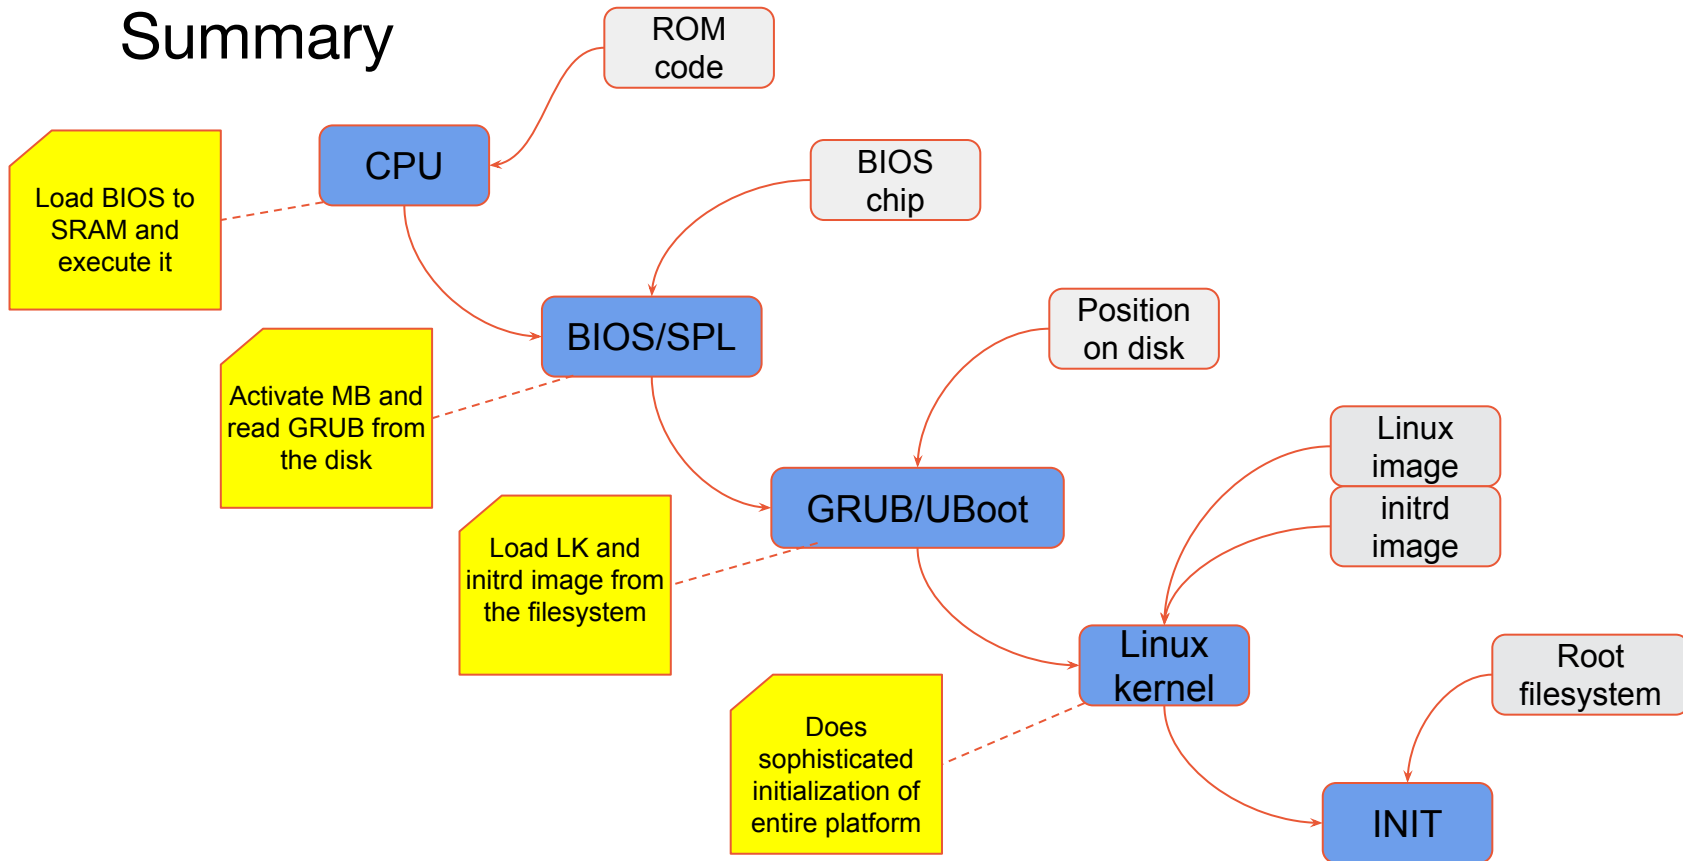 Summary
ROM
code
CPU
Load BIOS to
SRAM and
execute it
BIOS
chip
BIOS/SPL
Activate MB and
read GRUB from
the disk
Position
on disk
GRUB/UBoot
Load LK and
initrd image from
the filesystem
Linux
image
initrd
image
Linux
kernel
Does
sophisticated
initialization of
entire platform
Root
filesystem
INIT